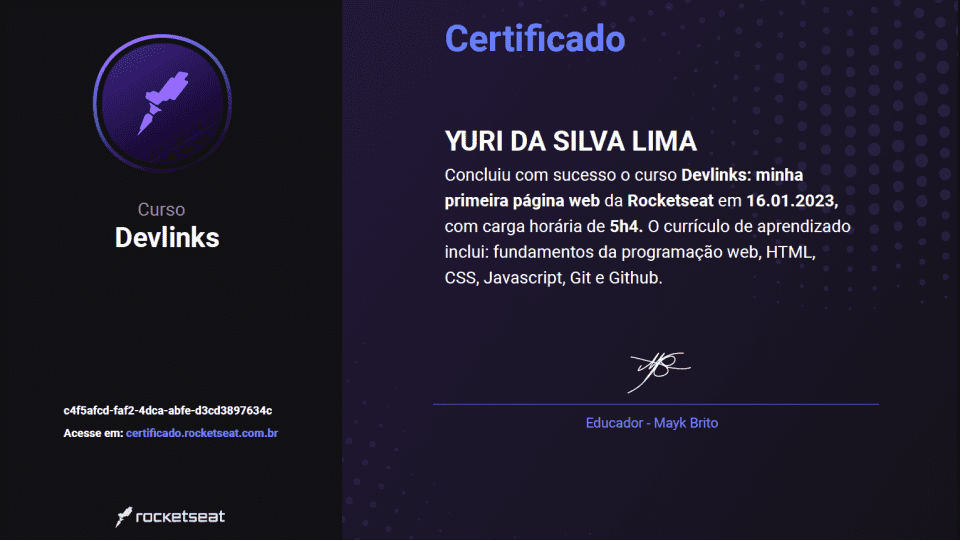 Curso
Devlinks
c4f5afcd-faf2-4dca-abfe-d3cd3897634c
Acesse em: certificado.rocketseat.com.br
rocketseat
Certificado
YURI DA SILVA LIMA
Concluiu com sucesso o curso Devlinks: minha
primeira página web da Rocketseat em 16.01.2023,
com carga horária de 5h4. O currículo de aprendizado
inclui: fundamentos da programação web, HTML,
CSS, Javascript, Git e Github.
Educador - Mayk Brito